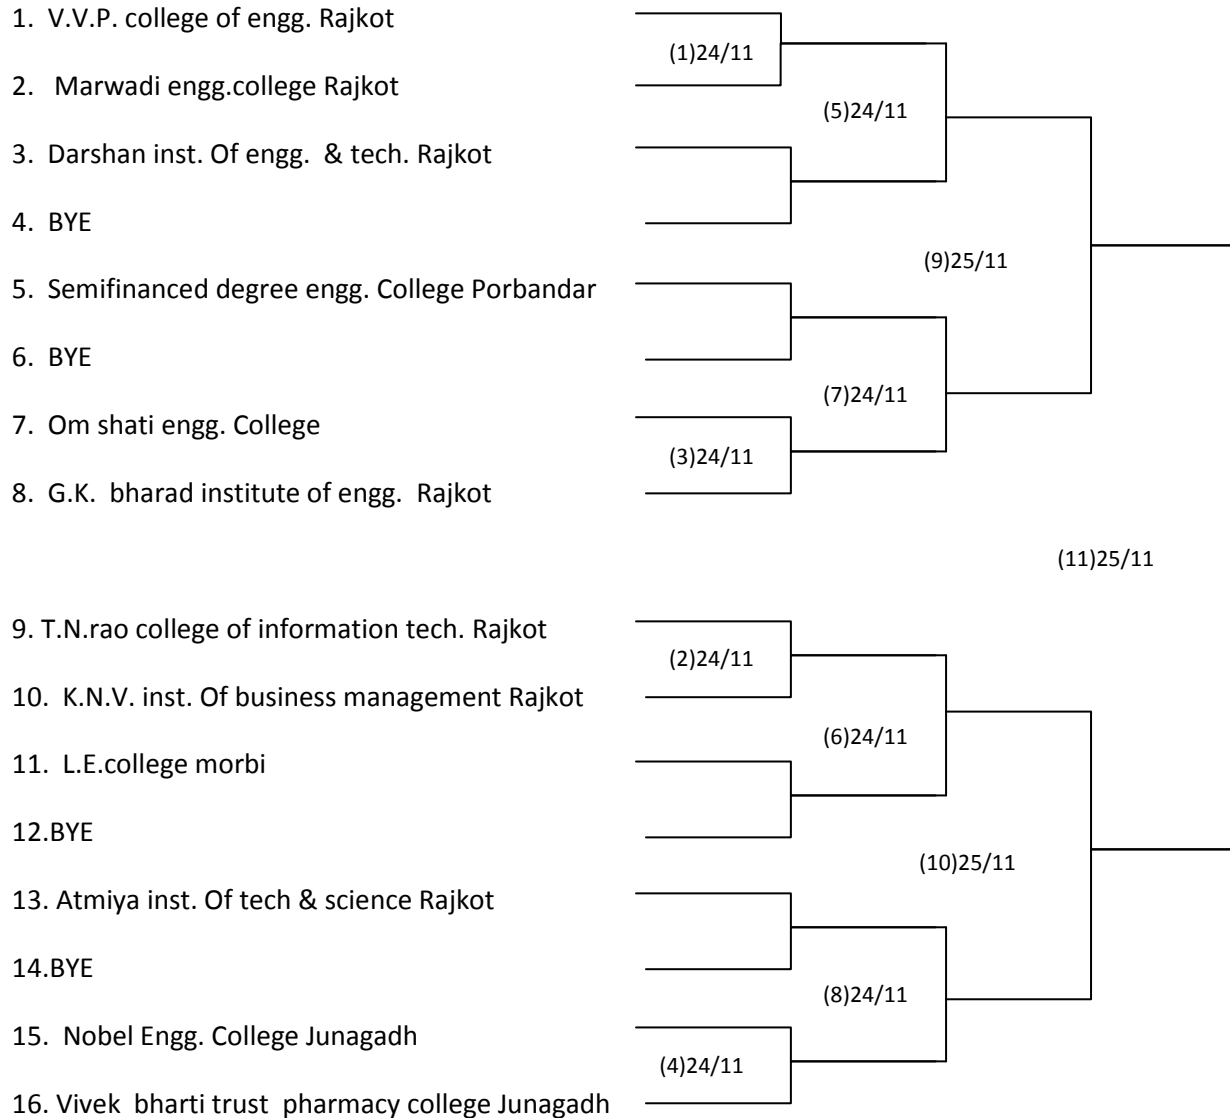 1. V.V.P. college of engg. Rajkot
(1)24/11
2. Marwadi engg.college Rajkot
(5)24/11
3. Darshan inst. Of engg. & tech. Rajkot
4. BYE
(9)25/11
5. Semifinanced degree engg. College Porbandar
6. BYE
(7)24/11
7. Om shati engg. College
(3)24/11
8. G.K. bharad institute of engg. Rajkot
(11)25/11
9. T.N.rao college of information tech. Rajkot
(2)24/11
10. K.N.V. inst. Of business management Rajkot
(6)24/11
11. L.E.college morbi
12.BYE
(10)25/11
13. Atmiya inst. Of tech & science Rajkot
14.BYE
(8)24/11
15. Nobel Engg. College Junagadh
(4)24/11
16. Vivek bharti trust pharmacy college Junagadh